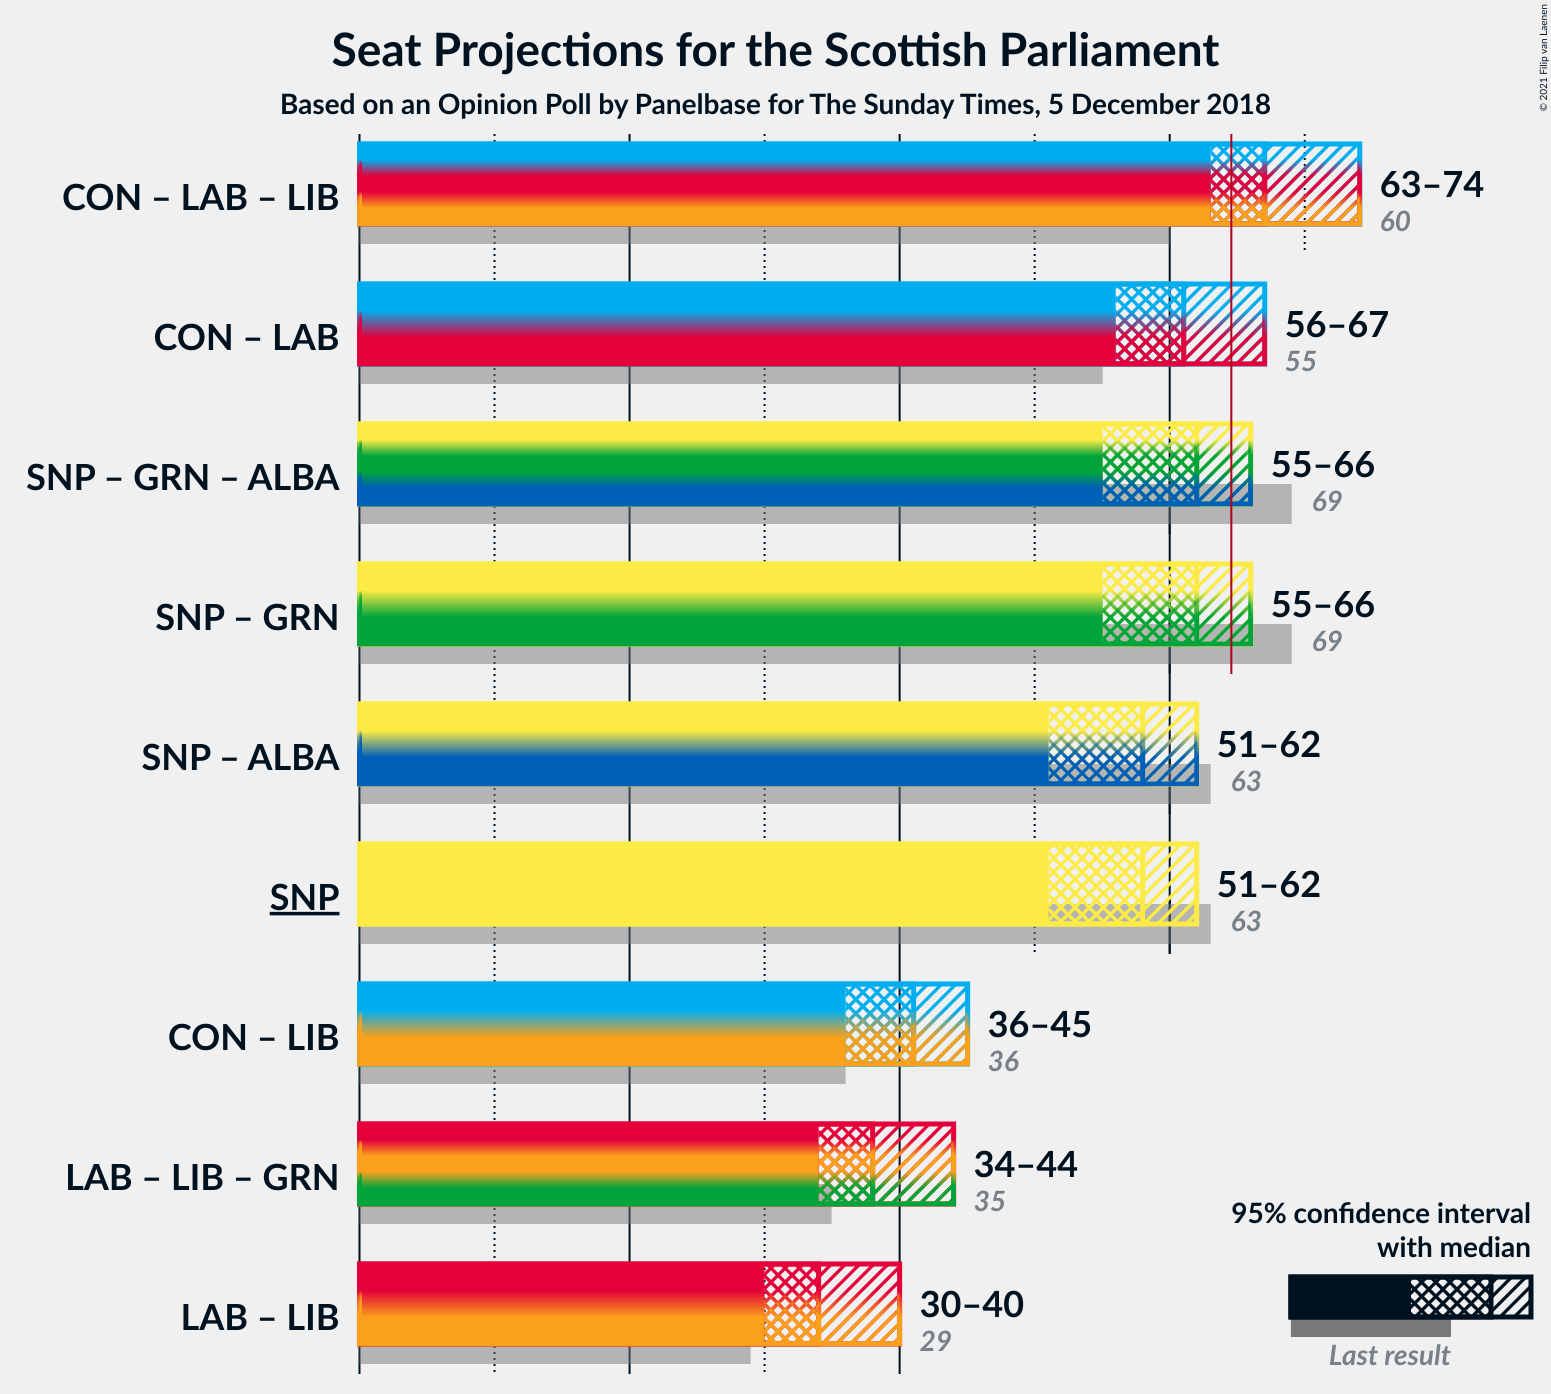 Seat Projections for the Scottish Parliament
Based on an Opinion Poll by Panelbase for The Sunday Times, 5 December 2018
© 2021 Filip van Laenen
CON – LAB – LIB
63–74
60
CON – LAB
56–67
55
SNP – GRN – ALBA
55–66
69
SNP – GRN
55–66
69
SNP – ALBA
51–62
63
SNP
51–62
63
CON – LIB
36–45
36
LAB – LIB – GRN
34–44
35
LAB – LIB
30–40
29
95% confidence interval
with median
Last result